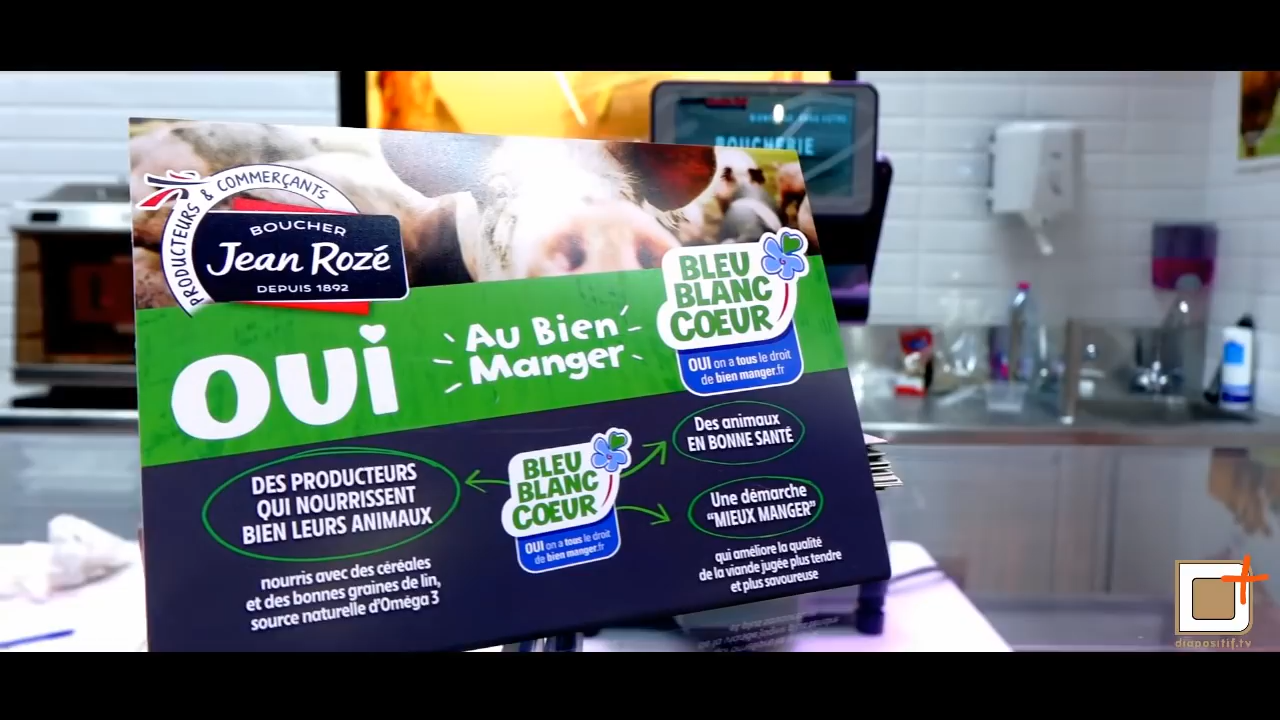 BOUCHERIE
PRODUCTEURS & COMMERÇANTS
BOUCHER
Jean Rozé
DEPUIS 1892
BLEU
BLANC
COEUR
OUI on a tous le droit
de bien manger.fr
OUI
Au Bien
Manger
Des animaux
EN BONNE SANTÉ
DES PRODUCTEURS
QUI NOURRISSENT
BIEN LEURS ANIMAUX
nourris avec des céréales
et des bonnes graines de lin,
source naturelle d'Oméga 3
BLEU
BLANC
COEUR
OUI on a tous le droit
de bien manger.fr
Une démarche
"MIEUX MANGER"
qui améliore la qualité
de la viande jugée plus tendre
et plus savoureuse
diapositif.tv